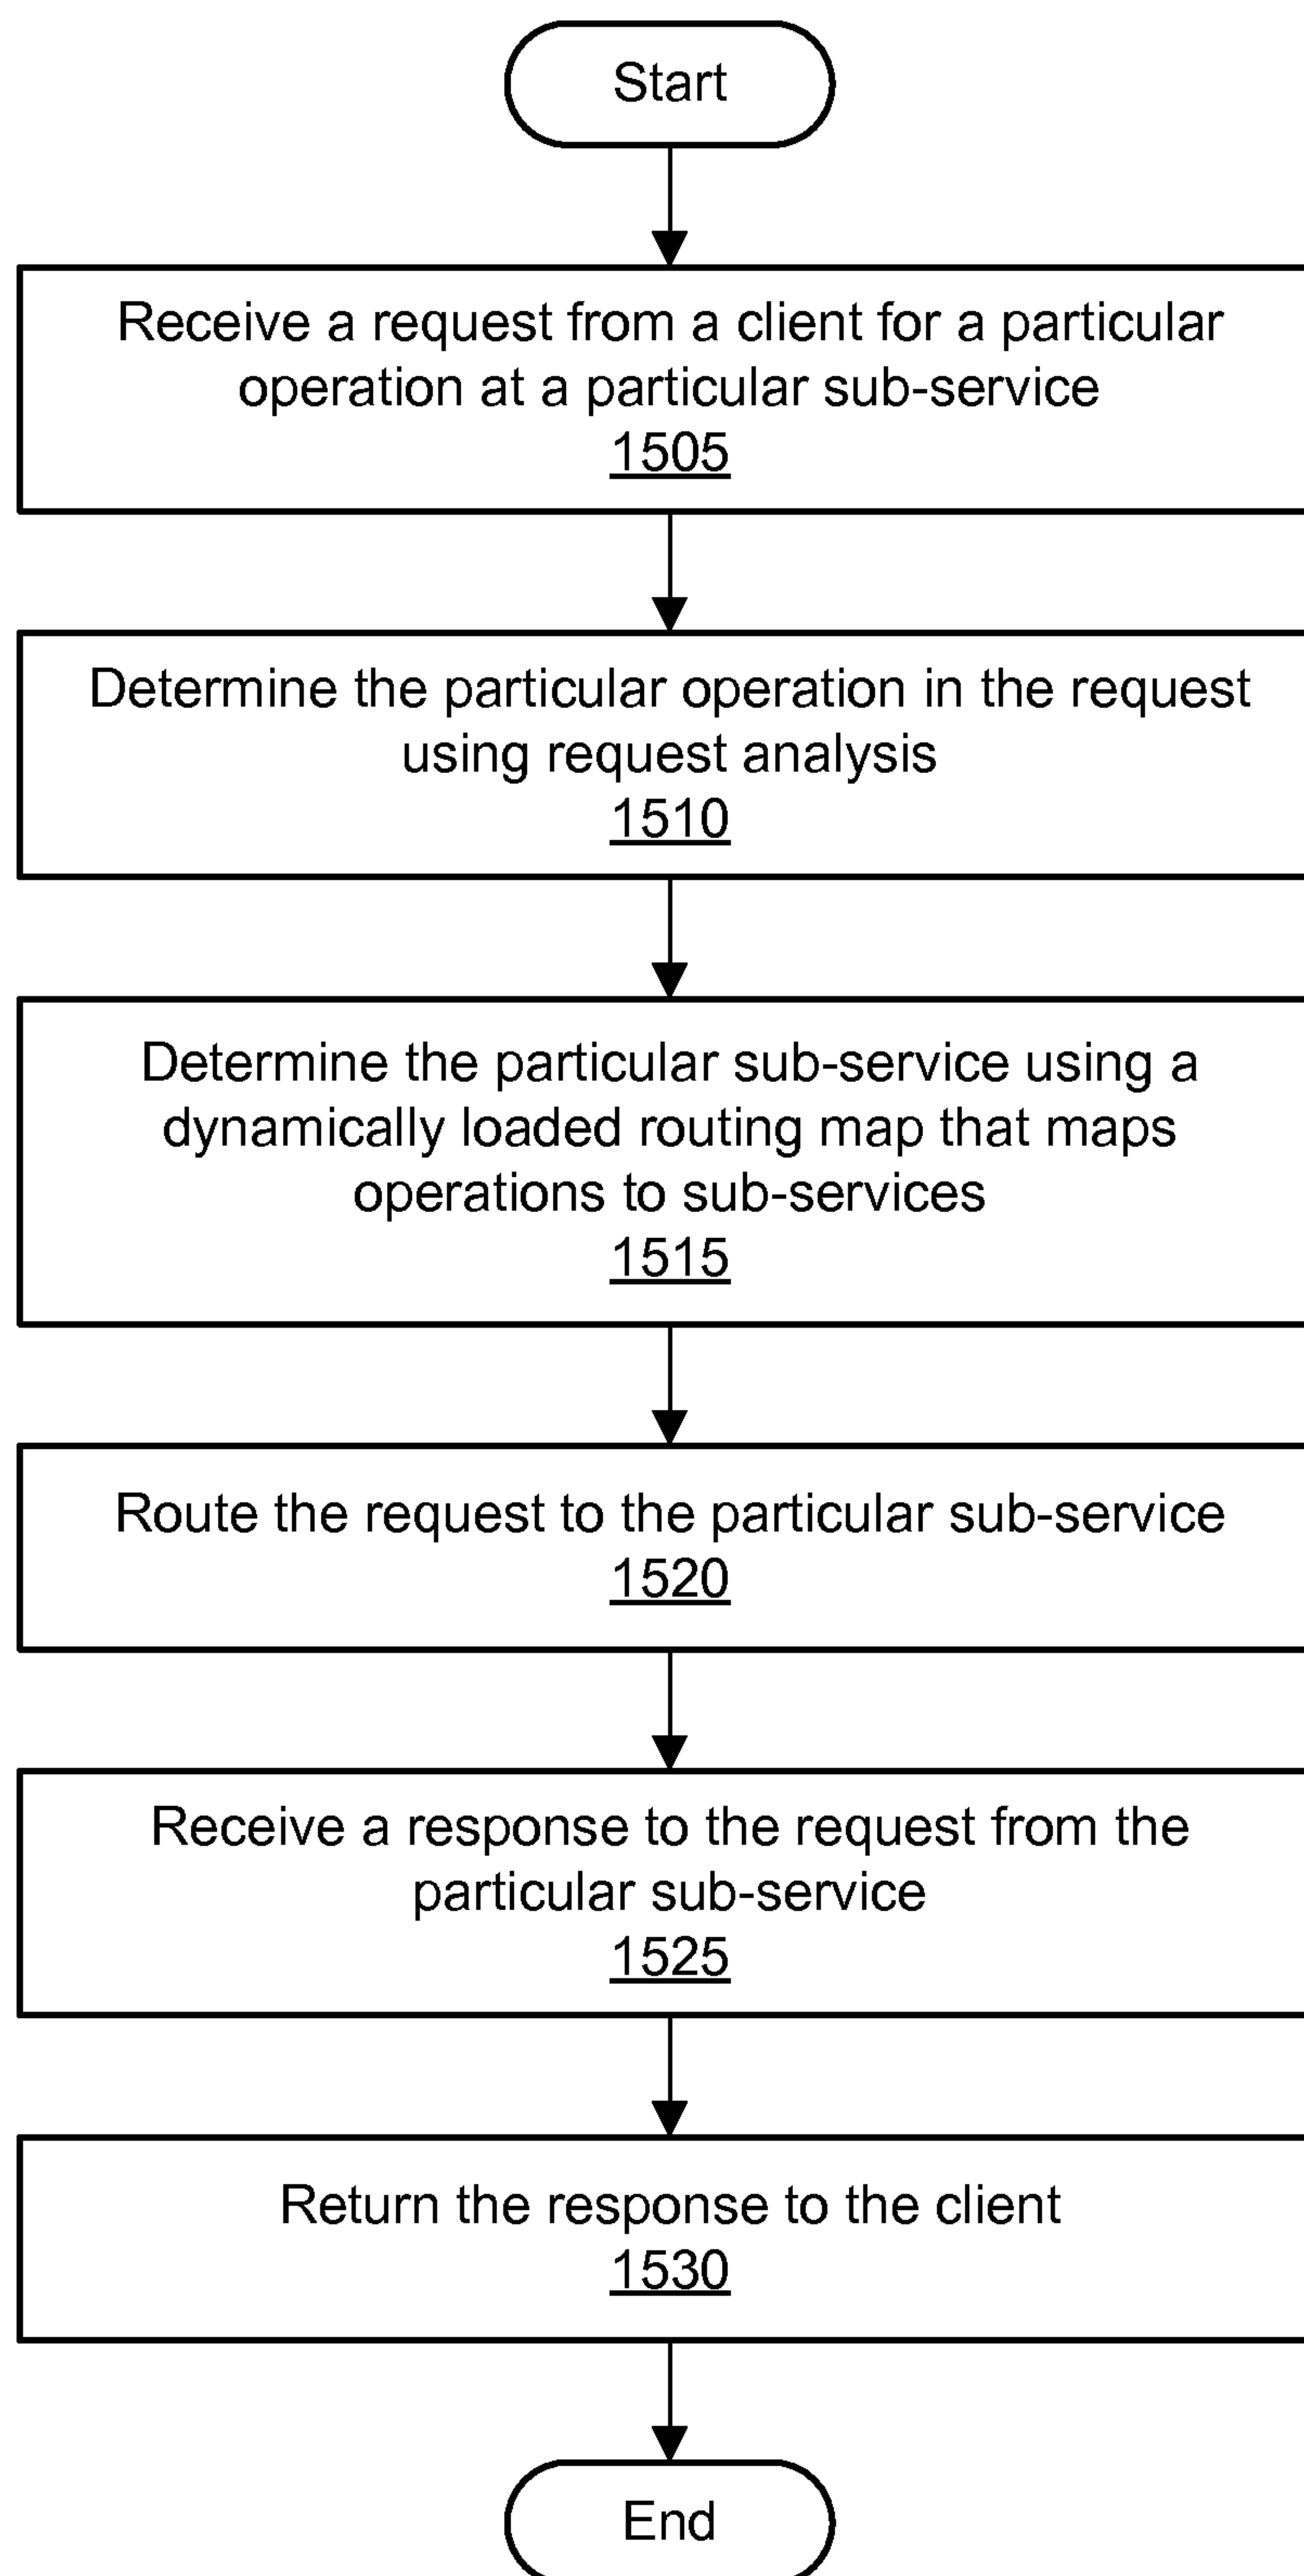 Start
Receive a request from a client for a particular
operation at a particular sub-service
1505
Determine the particular operation in the request
using request analysis
1510
Determine the particular sub-service using a
dynamically loaded routing map that maps
operations to sub-services
1515
Route the request to the particular sub-service
1520
Receive a response to the request from the
particular sub-service
1525
Return the response to the client
1530
End